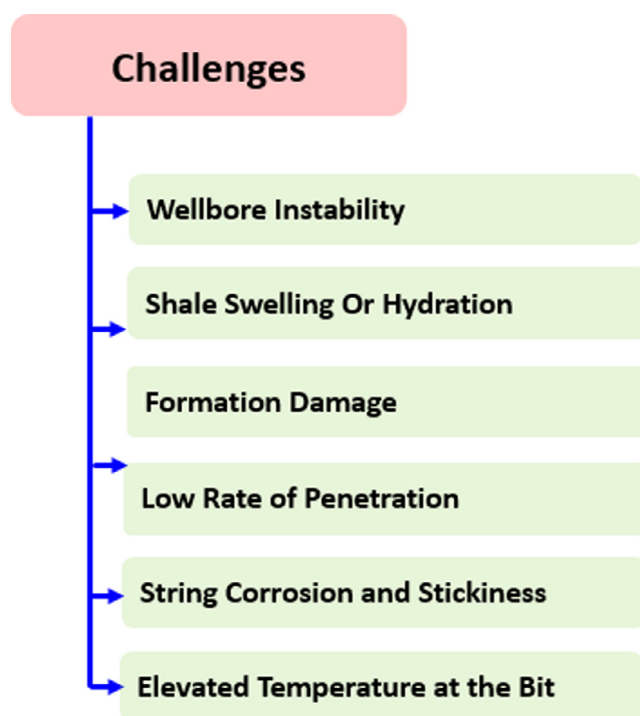 Challenges
Wellbore Instability
Shale Swelling Or Hydration
Formation Damage
Low Rate of Penetration
String Corrosion and Stickiness
Elevated Temperature at the Bit